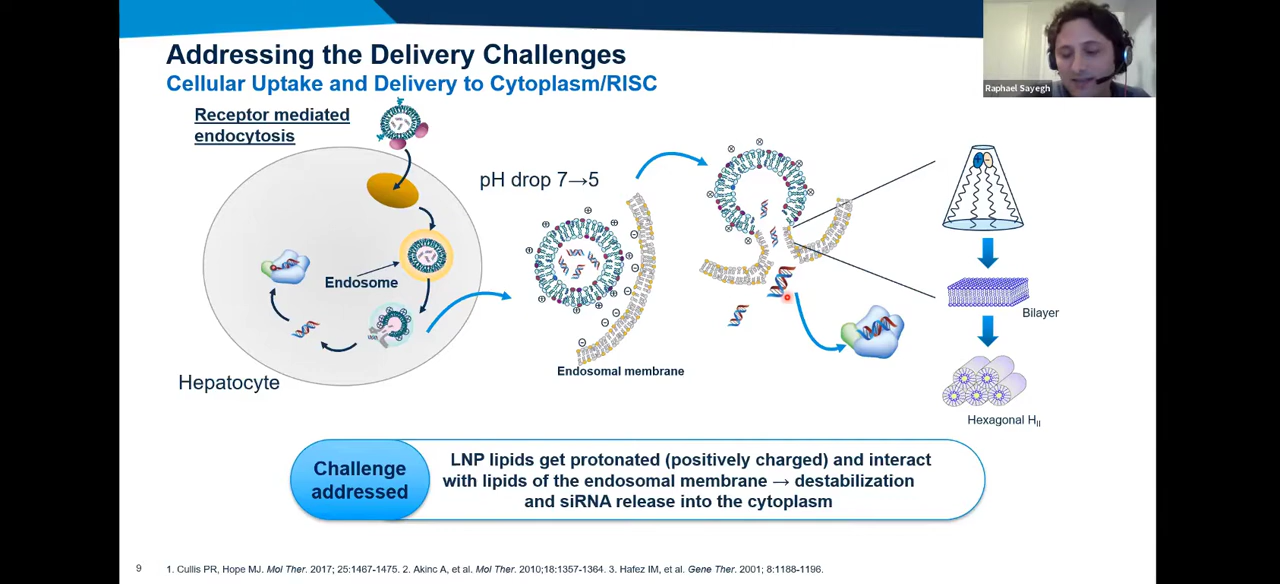 Addressing the Delivery Challenges
Cellular Uptake and Delivery to Cytoplasm/RISC
Raphael Sayegh
Receptor mediated
endocytosis
pH drop 7→5
Endosome
Hepatocyte
Endosomal membrane
Bilayer
Hexagonal HII
Challenge
addressed
LNP lipids get protonated (positively charged) and interact
with lipids of the endosomal membrane → destabilization
and siRNA release into the cytoplasm
9
1. Cullis PR, Hope MJ. Mol Ther. 2017; 25:1467-1475. 2. Akinc A, et al. Mol Ther. 2010;18:1357-1364. 3. Hafez IM, et al. Gene Ther. 2001; 8:1188-1196.